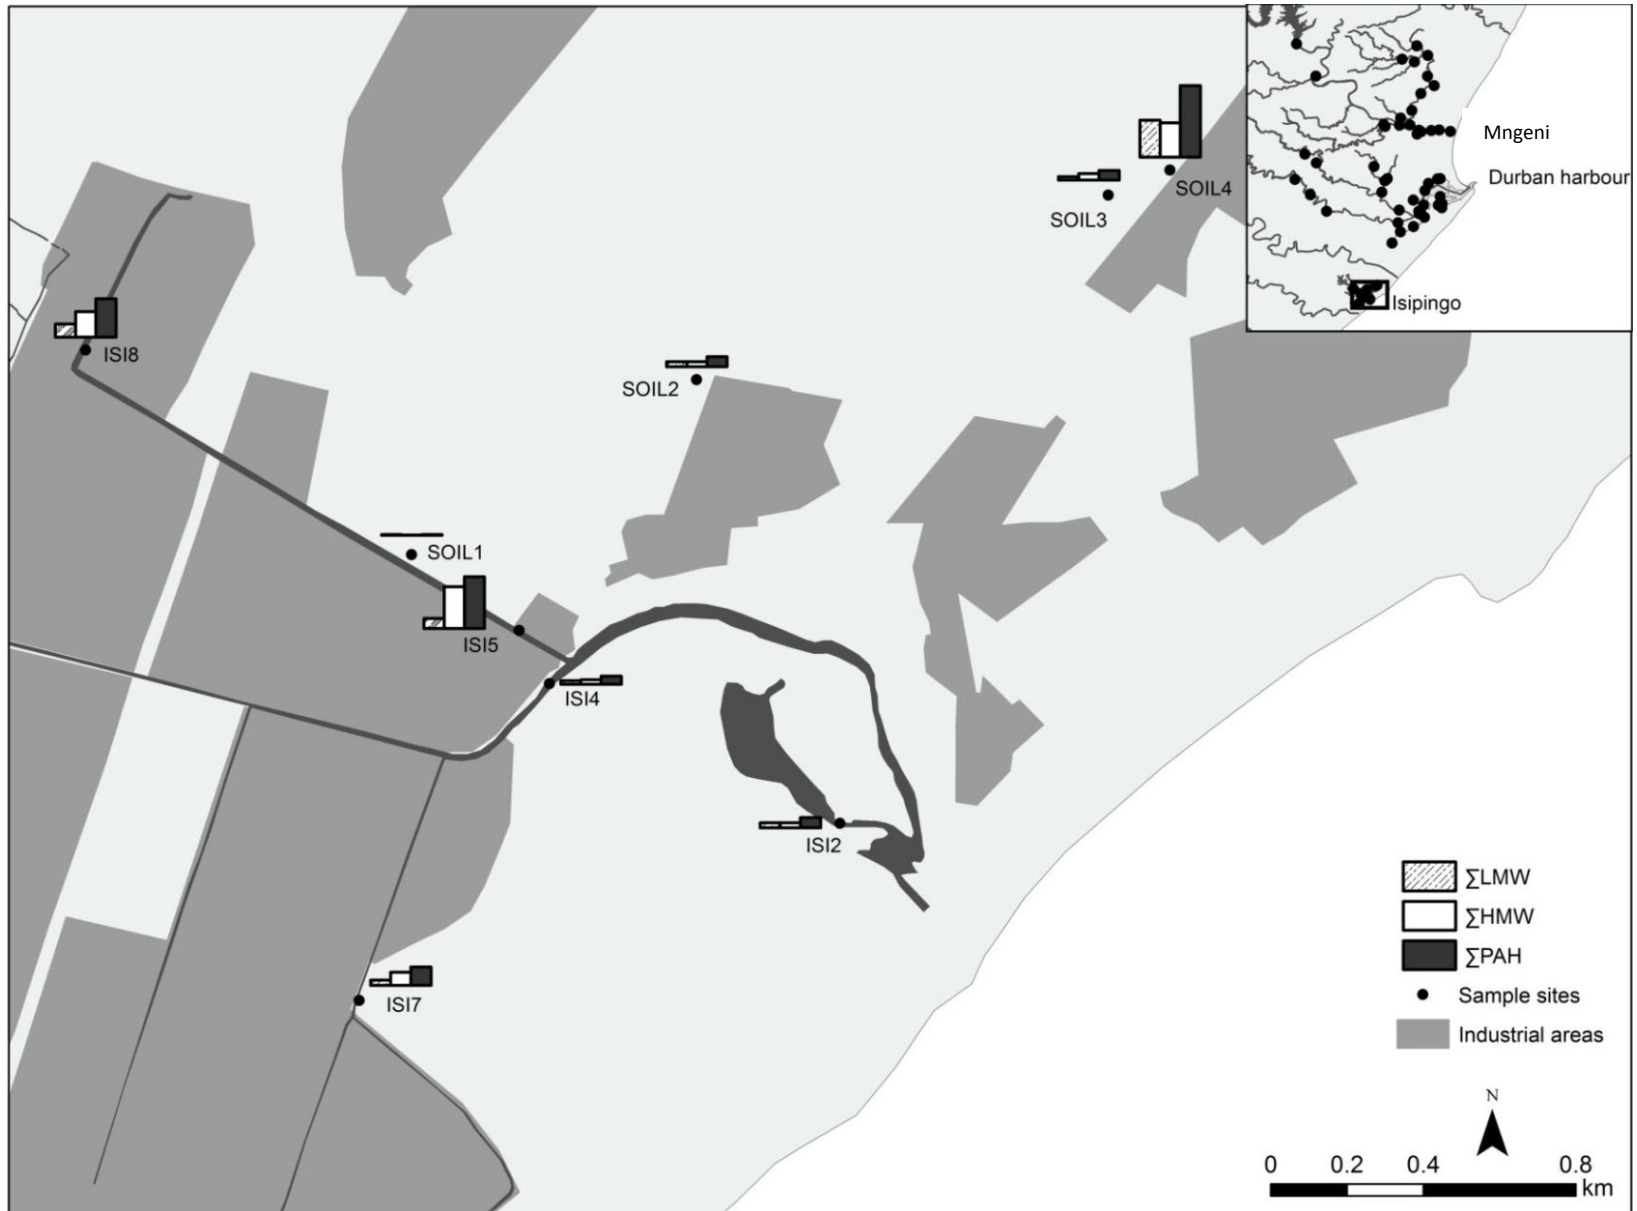 Mngeni
Durban harbour
SOIL4
SOIL3
Isipingo
ISI8
SOIL2
SOIL1
ISI5
ISI4
ISI2
∑LMW
∑HMW
∑PAH
Sample sites
ISI7
Industrial areas
N
0 0.2 0.4 0.8
km